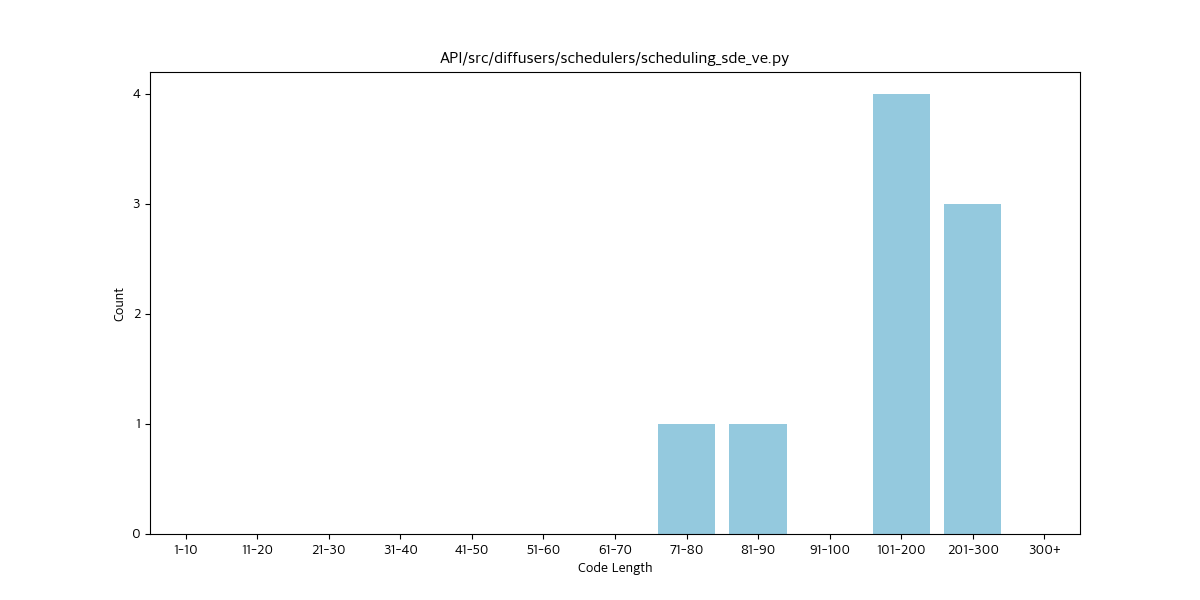 API/src/diffusers/schedulers/scheduling_sde_ve.py
4
3
2
1
0
Count
1-10 11-20 21-30 31-40 41-50 51-60 61-70 71-80 81-90 91-100 101-200 201-300 300+
Code Length